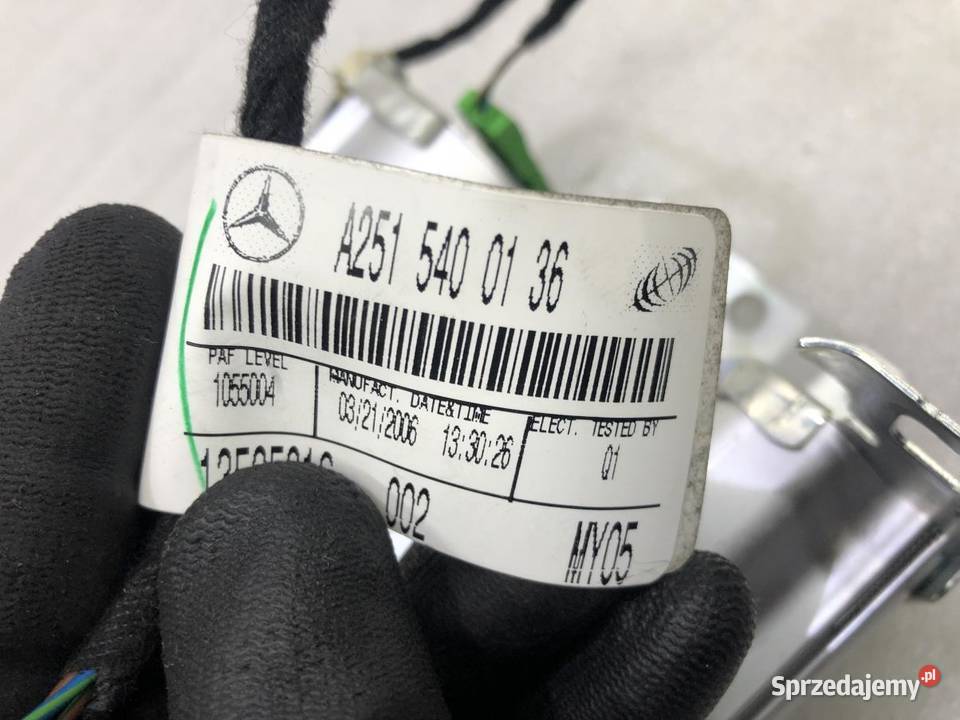 A251 540 01 36
PAF LEVEL
1055004
MANUFACT. DATE&TIME
03/21/2006 13:30:26
ELECT. TESTED BY
01
002
MY05
Sprzedajemy.pl